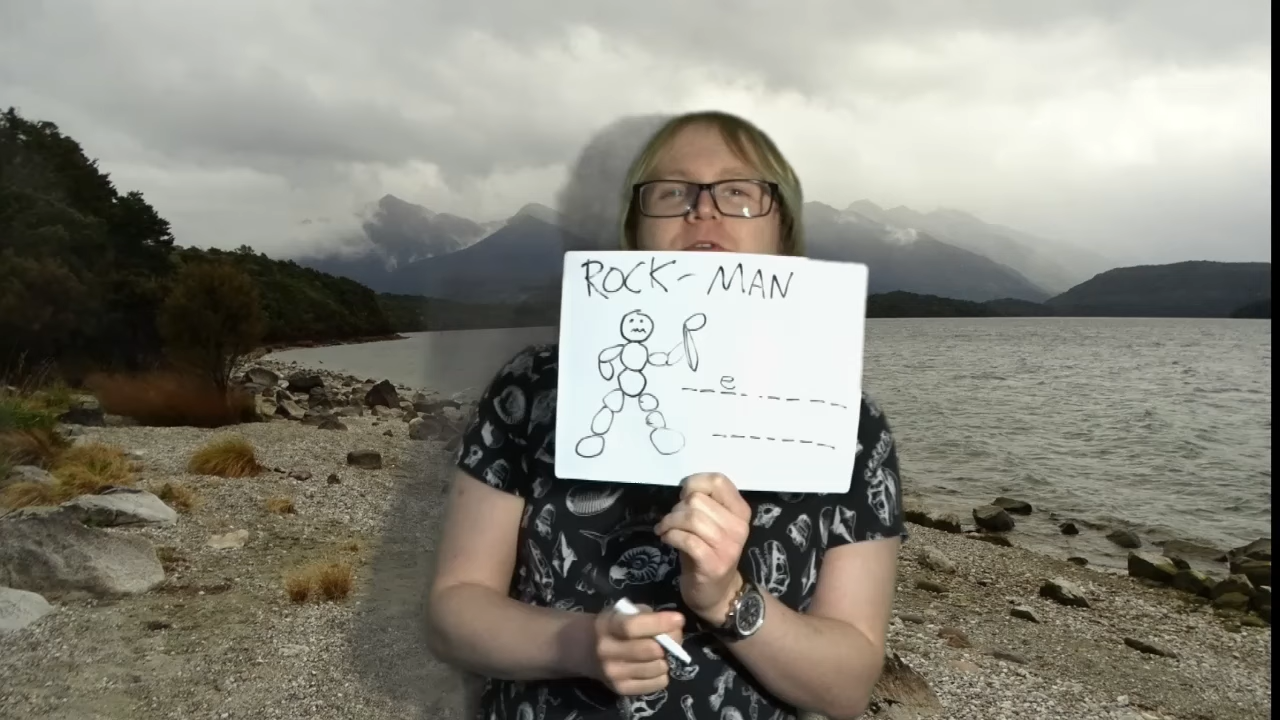 ROCK-MAN
_ _ e _ _ _ _ _ _
_ _ _ _ _ _ _ _